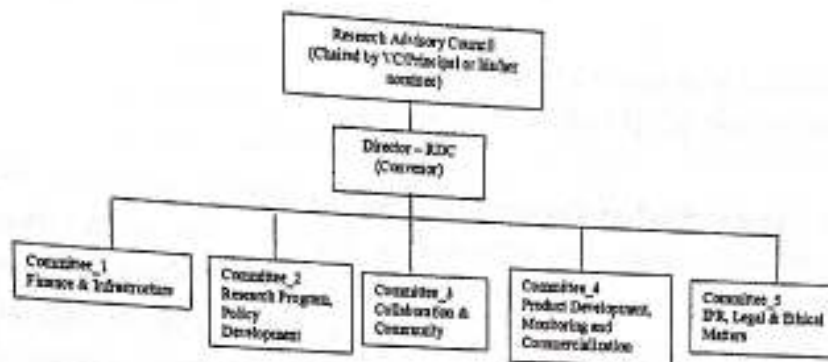 Research Advisory Council
(Chaired by VC/Principal or his/her
nominee)
Director – RDC
(Convenor)
Committee_1
Finance & Infrastructure
Committee_2
Research Program,
Policy
Development
Committee_3
Collaboration &
Community
Committee_4
Product Development,
Monitoring and
Commercialization
Committee_5
IPR, Legal & Ethical
Matters